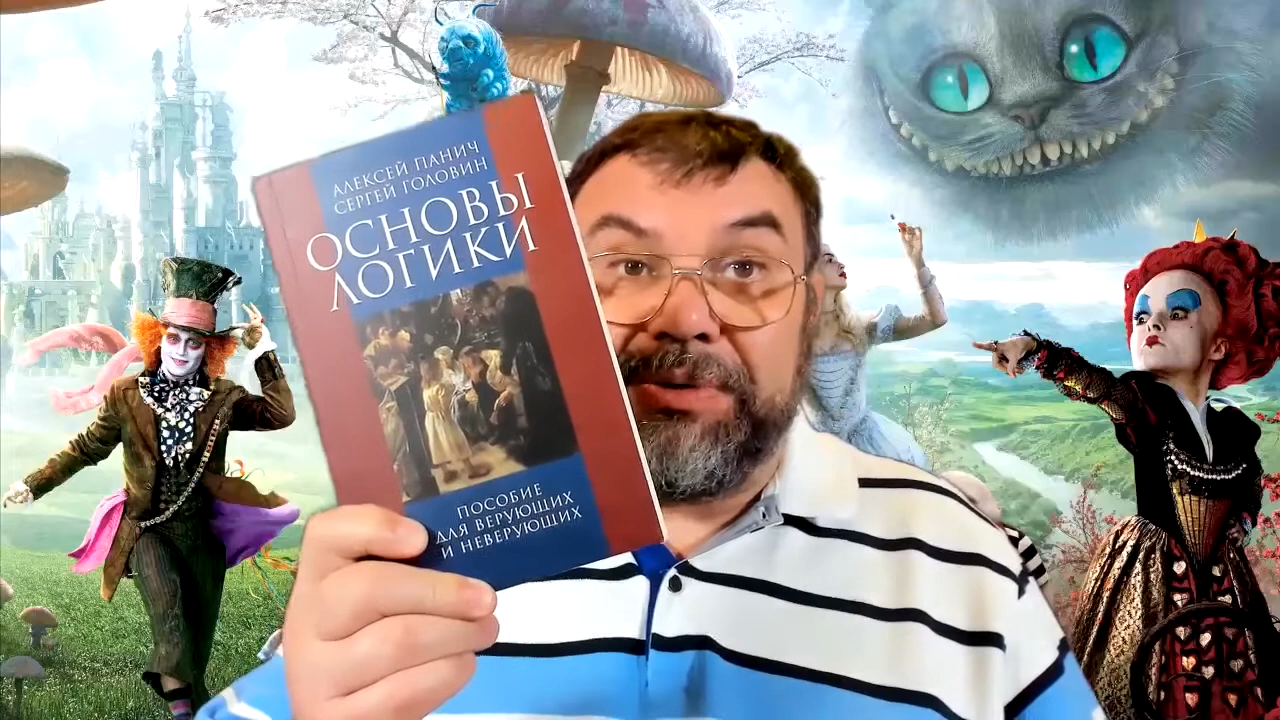 АЛЕКСЕЙ ПАНИЧ
СЕРГЕЙ ГОЛОВИН
ОСНОВЫ
ЛОГИКИ
ПОСОБИЕ
ДЛЯ ВЕРУЮЩИХ
И НЕВЕРУЮЩИХ